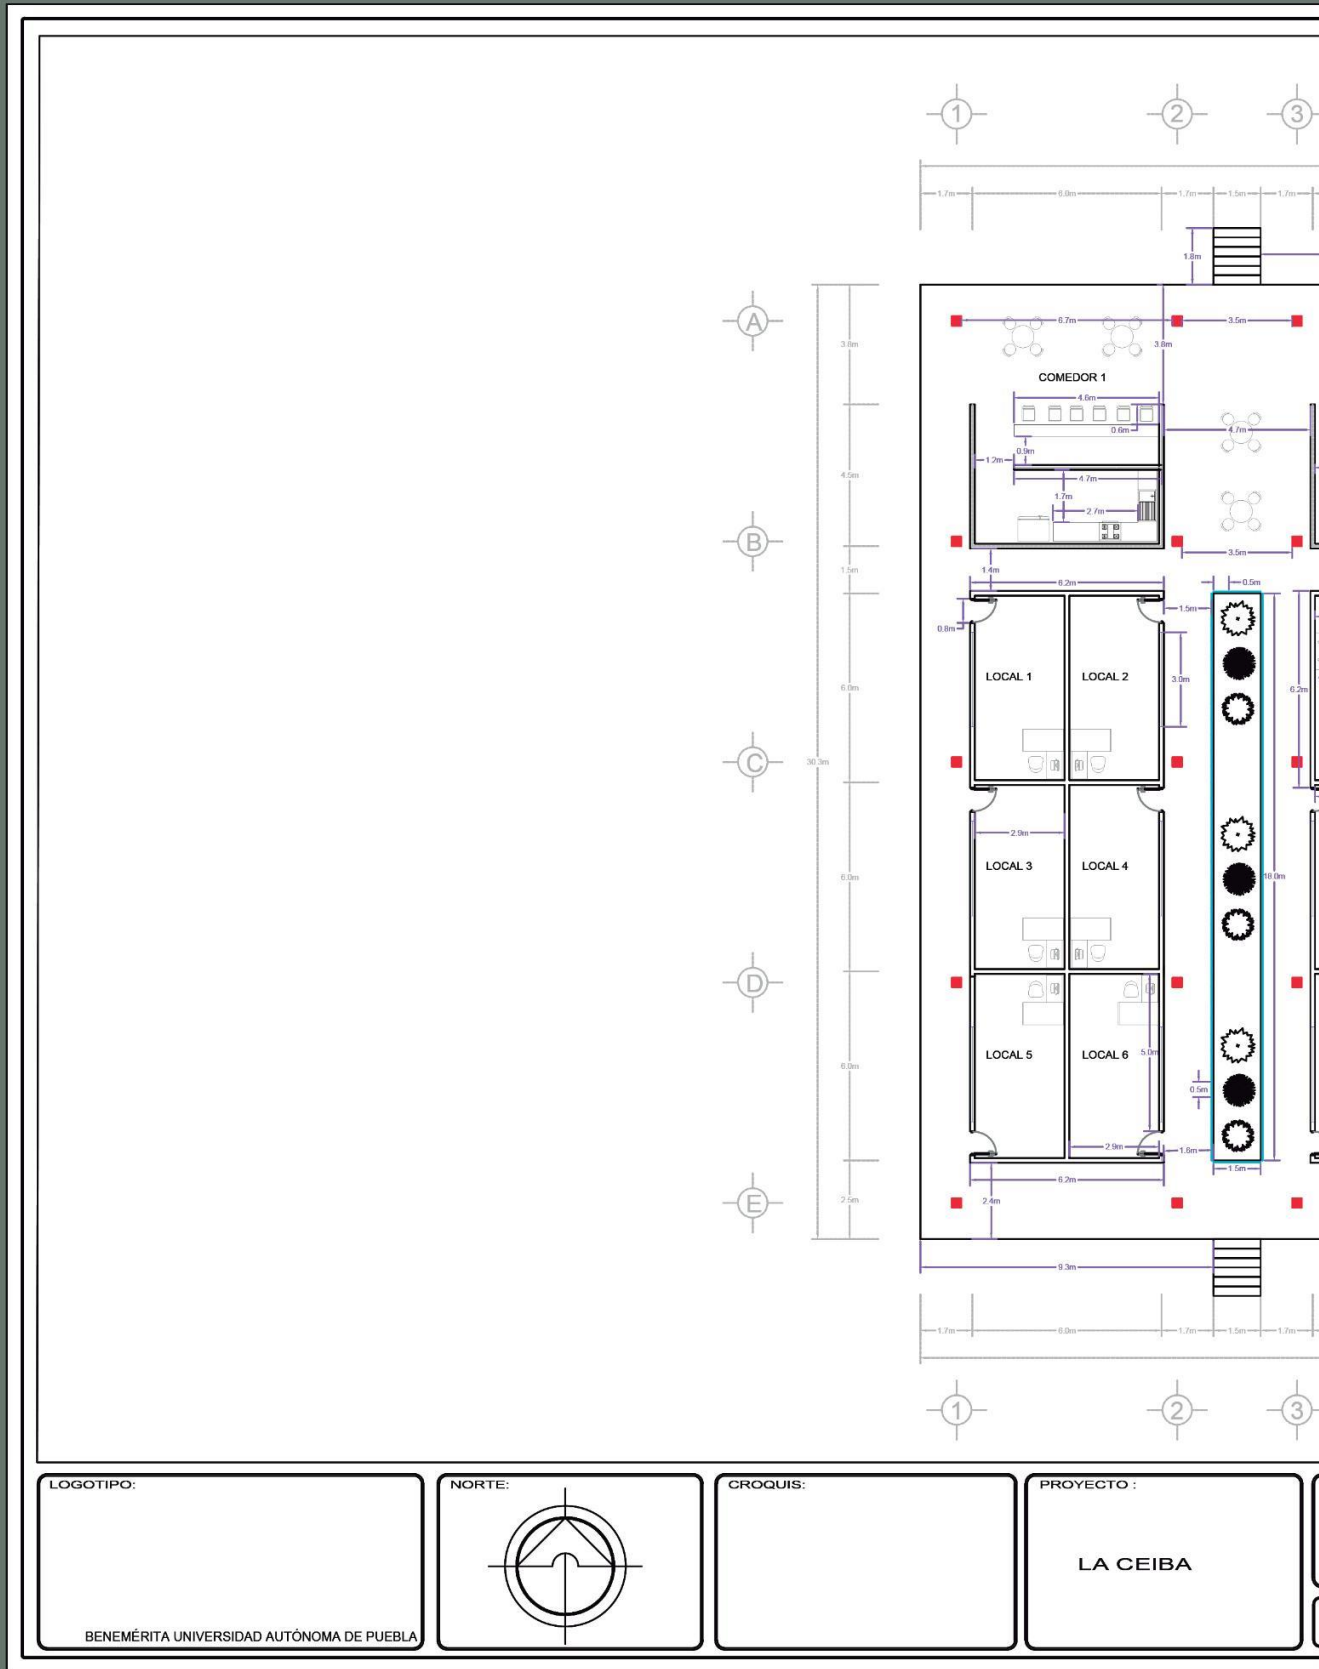 1 2 3
1.7m 6.0m 1.7m 1.5m 1.7m
1.8m
A
6.7m 3.5m
3.8m 3.8m
COMEDOR 1
4.6m
0.6m 4.7m
0.9m
1.2m
4.5m 4.7m
1.7m
2.7m
B
3.5m
1.5m 1.4m
6.2m 0.5m
1.5m
0.8m
LOCAL 1 LOCAL 2 3.0m
6.0m 6.2m
C 30.3m
2.9m
LOCAL 3 LOCAL 4
6.0m 18.0m
D
LOCAL 5 LOCAL 6 5.0m
6.0m
0.5m
2.9m 1.6m
1.5m
6.2m
E 2.5m 2.4m
9.3m
1.7m 6.0m 1.7m 1.5m 1.7m
1 2 3
LOGOTIPO: NORTE: CROQUIS: PROYECTO :
LA CEIBA
BENEMÉRITA UNIVERSIDAD AUTÓNOMA DE PUEBLA